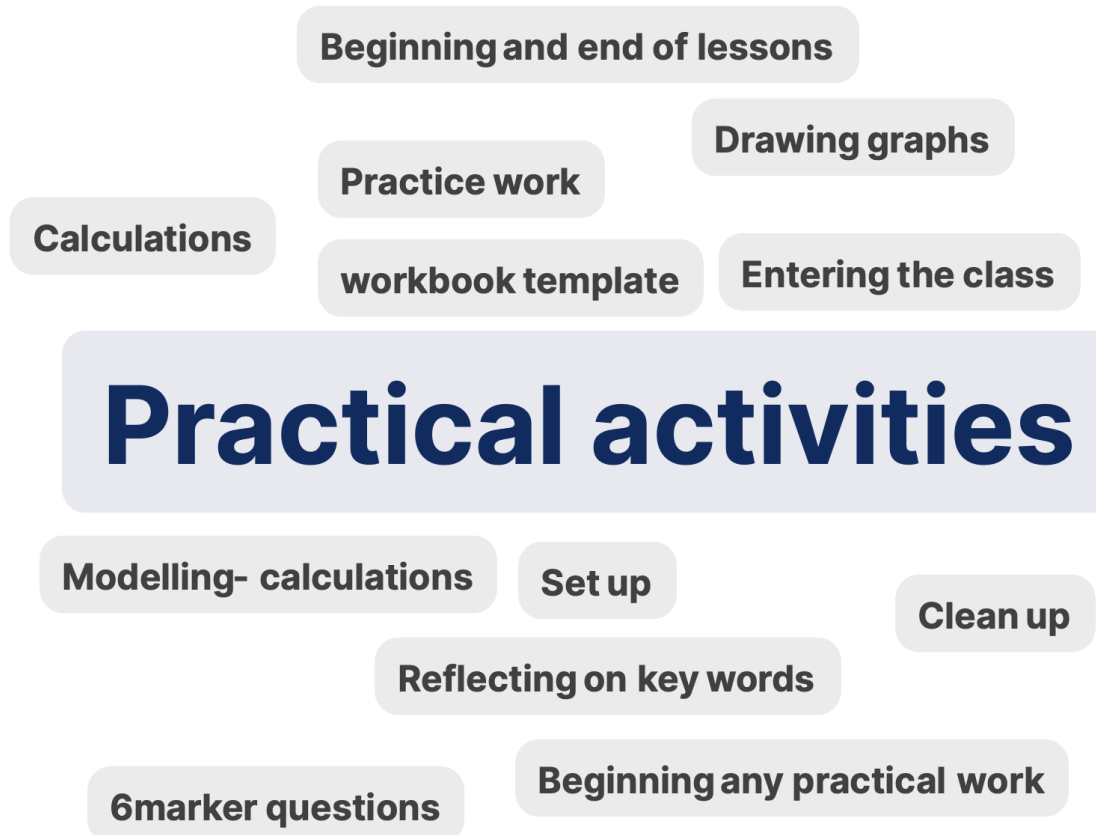 Beginning and end of lessons
Drawing graphs
Practice work
Calculations
workbook template
Entering the class
Practical activities
Modelling- calculations
Set up
Clean up
Reflecting on key words
Beginning any practical work
6marker questions